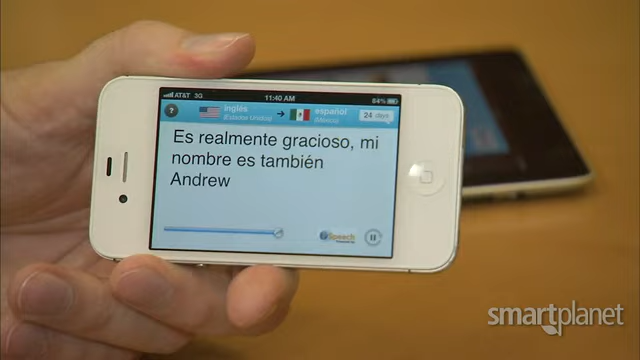 AT&T 3G 11:40 AM 84%
? inglés (Estados Unidos) español (México) 24 días
Es realmente gracioso, mi
nombre es también
Andrew
iSpeech
smartplanet